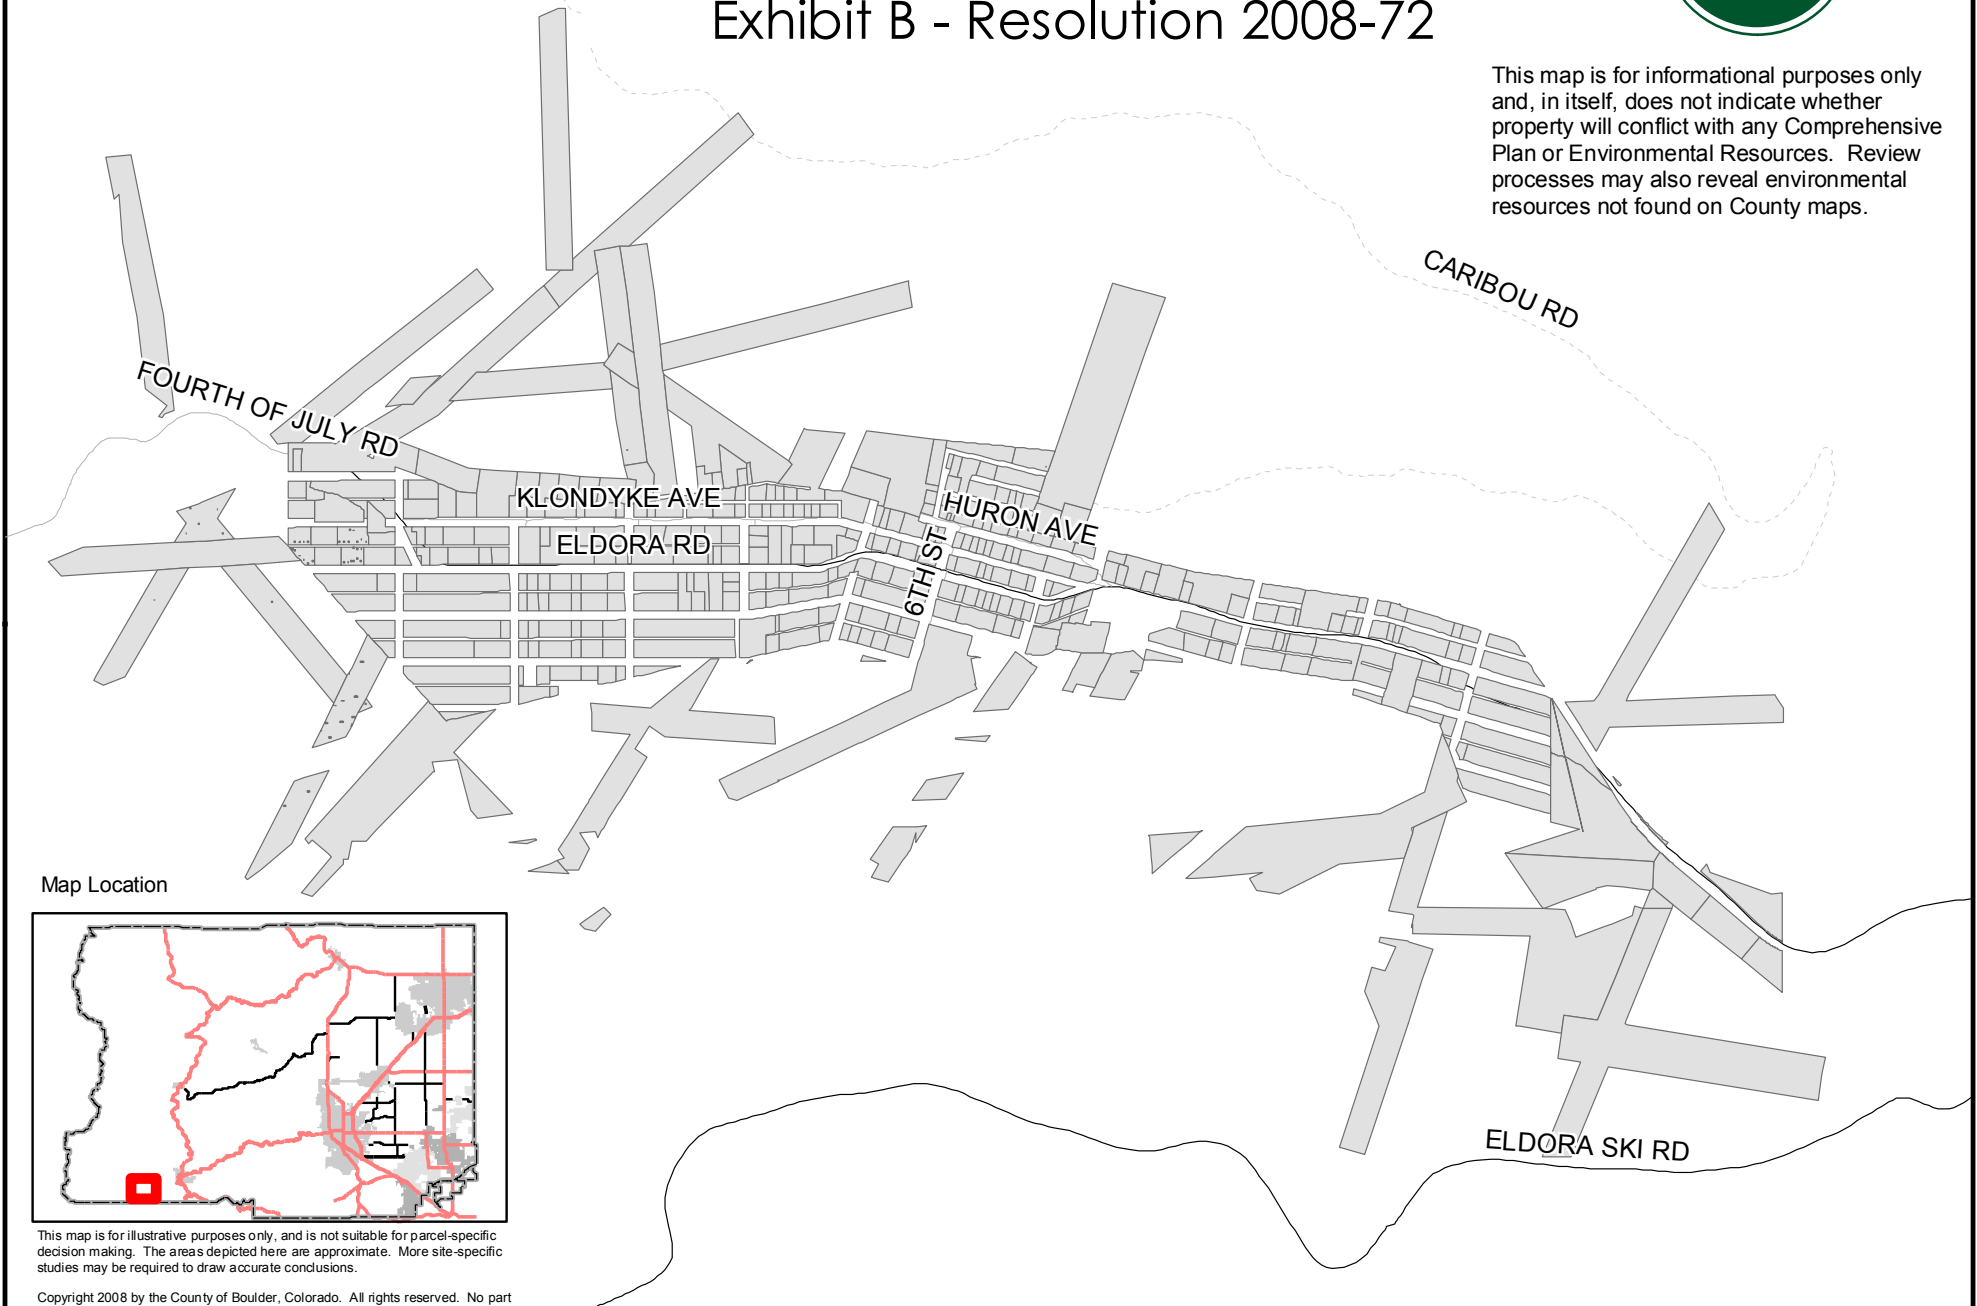 Exhibit B - Resolution 2008-72
This map is for informational purposes only
and, in itself, does not indicate whether
property will conflict with any Comprehensive
Plan or Environmental Resources.  Review
processes may also reveal environmental
resources not found on County maps.
CARIBOU RD
FOURTH OF JULY RD
KLONDYKE AVE
HURON AVE
ELDORA RD
6TH ST
ELDORA SKI RD
Map Location
This map is for illustrative purposes only, and is not suitable for parcel-specific
decision making.  The areas depicted here are approximate.  More site-specific
studies may be required to draw accurate conclusions.
Copyright 2008 by the County of Boulder, Colorado.  All rights reserved.  No part